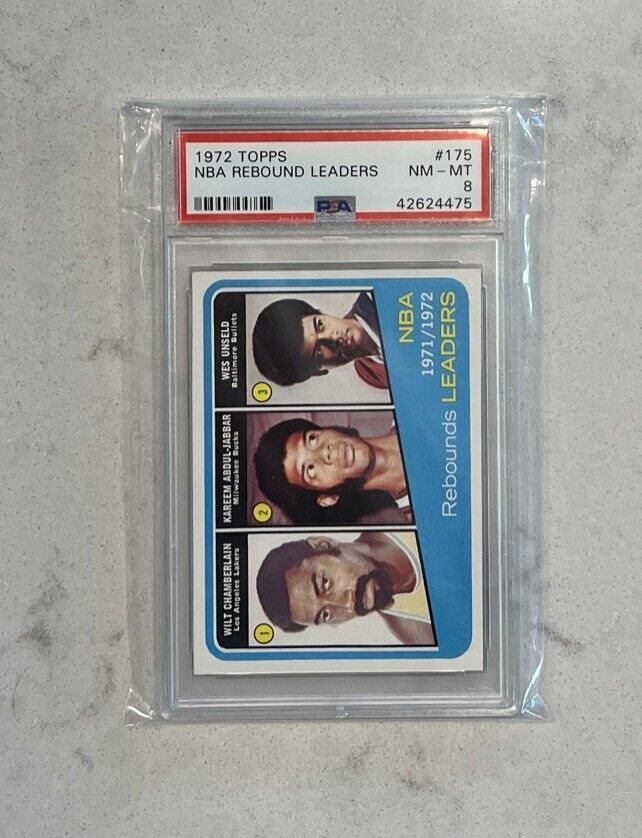 1972 TOPPS #175
NBA REBOUND LEADERS NM - MT
8
PSA 42624475
WILT CHAMBERLAIN
Los Angeles Lakers
1
KAREEM ABDUL-JABBAR
Milwaukee Bucks
2
WES UNSELD
Baltimore Bullets
3
NBA
1971/1972
Rebounds LEADERS